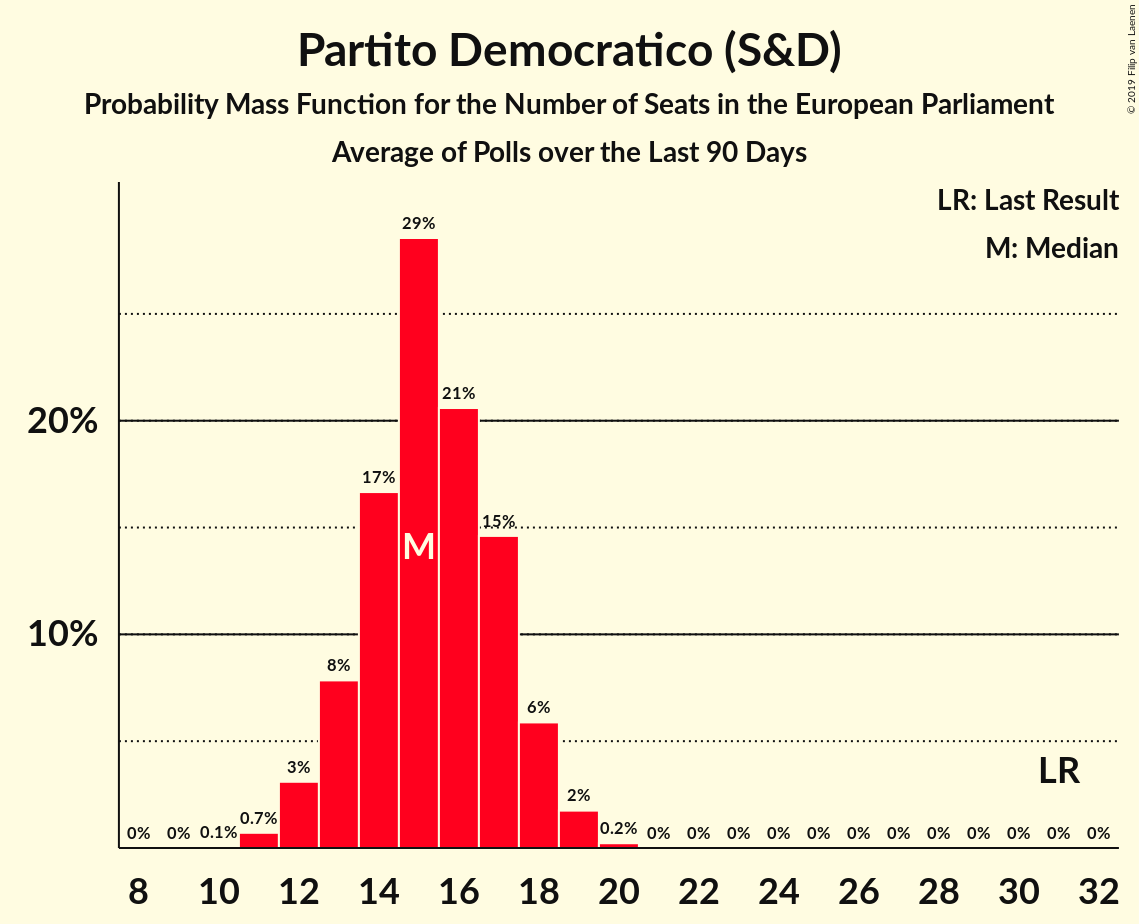 Partito Democratico (S&D)
Probability Mass Function for the Number of Seats in the European Parliament
Average of Polls over the Last 90 Days
© 2019 Filip van Laenen
LR: Last Result
M: Median
20%
10%
0% 0% 0.1% 0.7% 3% 8% 17% 29% 21% 15% 6% 2% 0.2% 0% 0% 0% 0% 0% 0% 0% 0% 0% 0% 0% 0%
M
LR
8 10 12 14 16 18 20 22 24 26 28 30 32